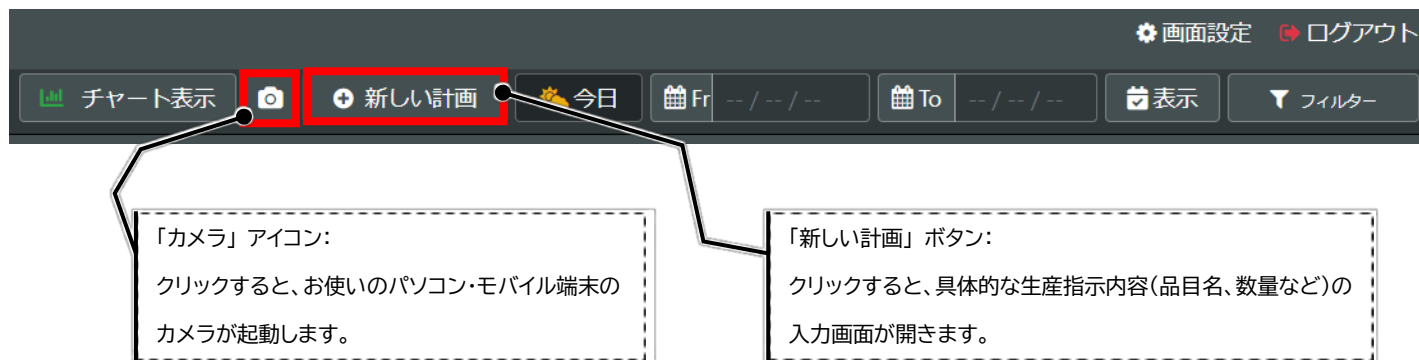 画面設定 ログアウト
チャート表示 新しい計画 今日 Fr --/--/-- To --/--/-- 表示 フィルター
「カメラ」アイコン：
クリックすると、お使いのパソコン・モバイル端末の
カメラが起動します。
「新しい計画」ボタン：
クリックすると、具体的な生産指示内容(品目名、数量など)の
入力画面が開きます。